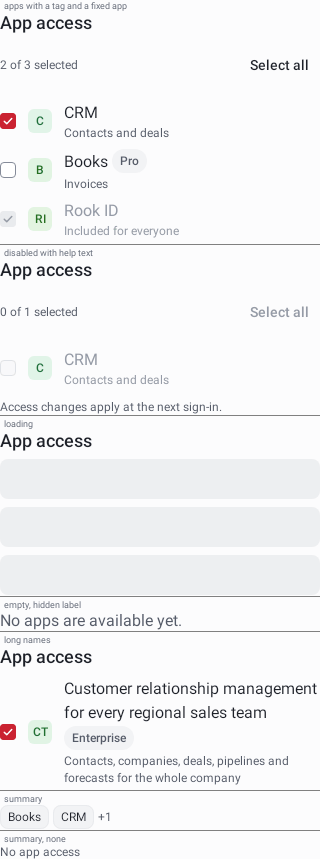 apps with a tag and a fixed app
App access
2 of 3 selected Select all
C CRM
Contacts and deals
B Books Pro
Invoices
RI Rook ID
Included for everyone
disabled with help text
App access
0 of 1 selected Select all
C CRM
Contacts and deals
Access changes apply at the next sign-in.
loading
App access
empty, hidden label
No apps are available yet.
long names
App access
Customer relationship management
for every regional sales team
CT Enterprise
Contacts, companies, deals, pipelines and
forecasts for the whole company
summary
Books CRM +1
summary, none
No app access